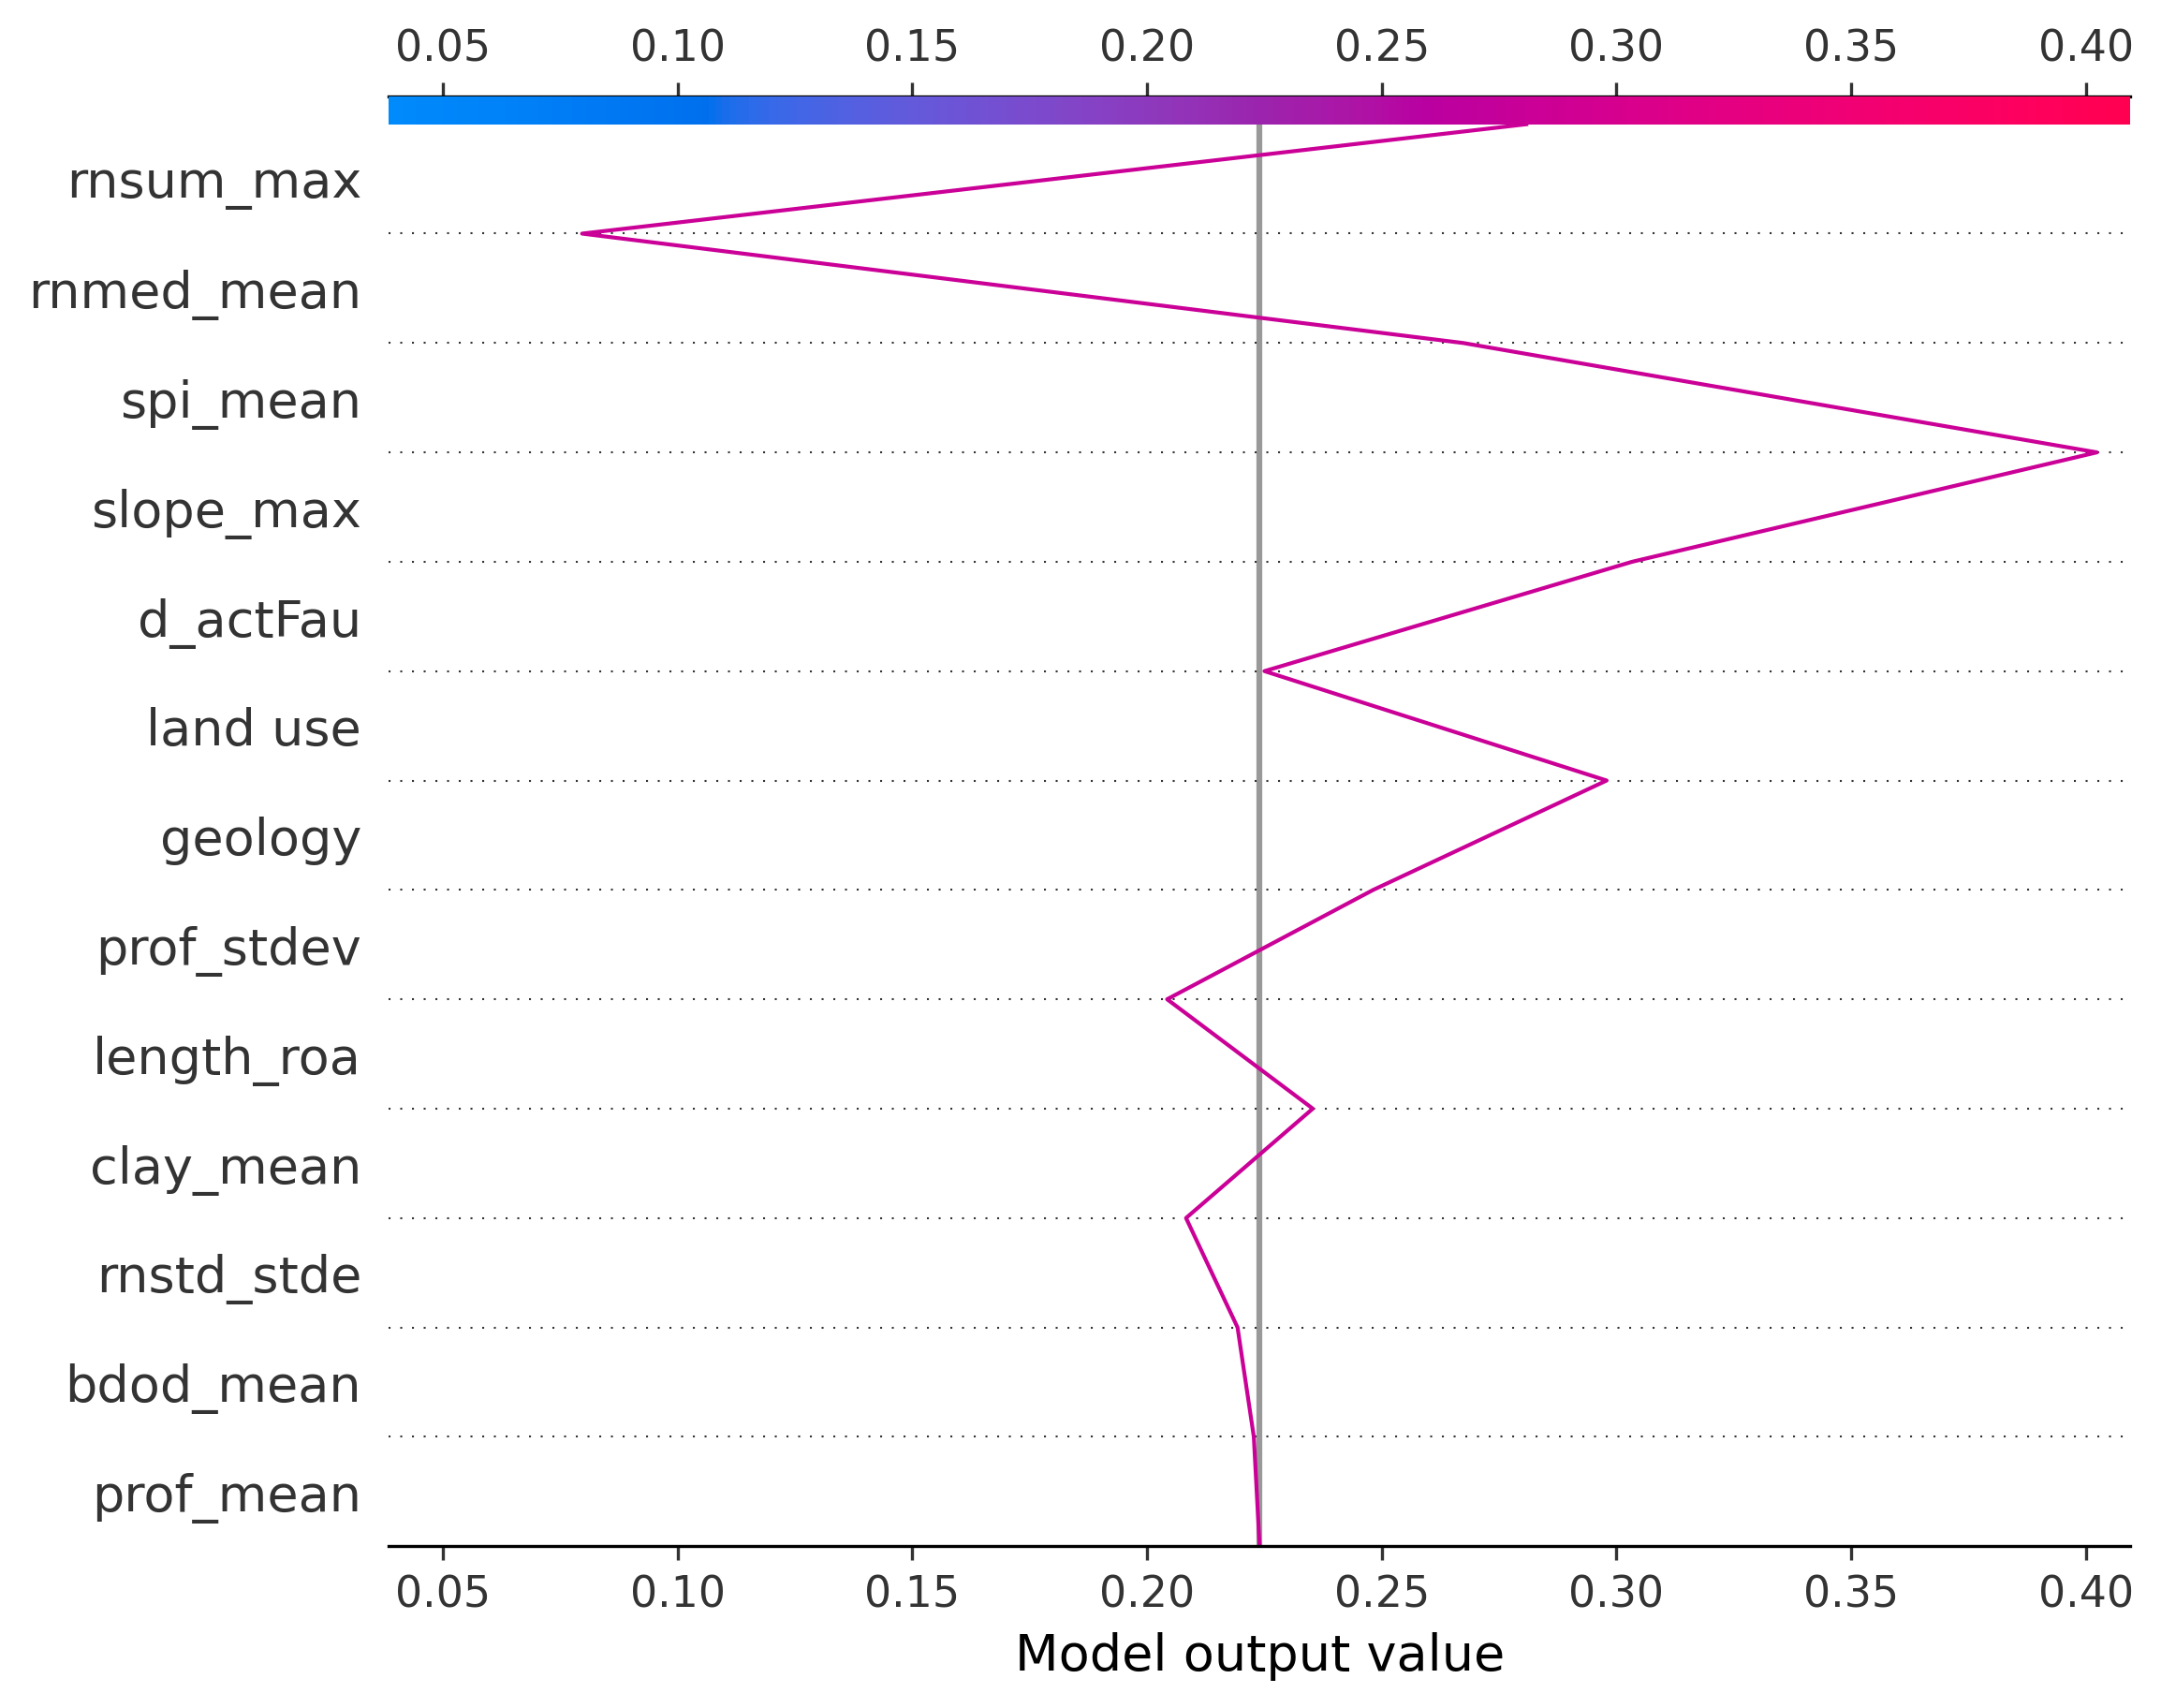 0.05 0.10 0.15 0.20 0.25 0.30 0.35 0.40
rnsum_max
rnmed_mean
spi_mean
slope_max
d_actFau
land use
geology
prof_stdev
length_roa
clay_mean
rnstd_stde
bdod_mean
prof_mean
0.05 0.10 0.15 0.20 0.25 0.30 0.35 0.40
Model output value